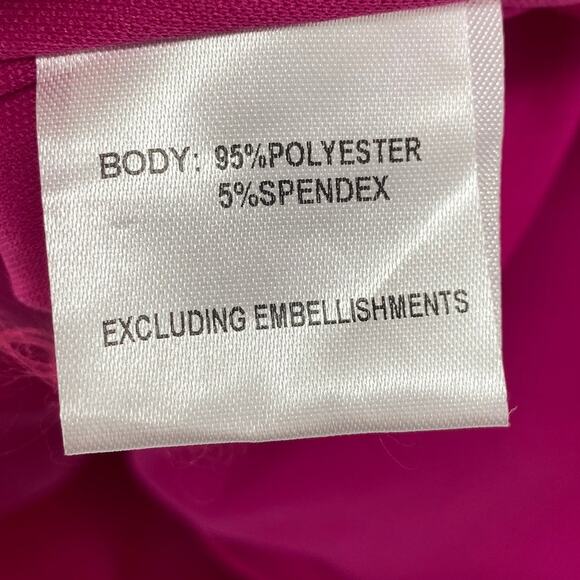 BODY: 95%POLYESTER
5%SPENDEX
EXCLUDING EMBELLISHMENTS